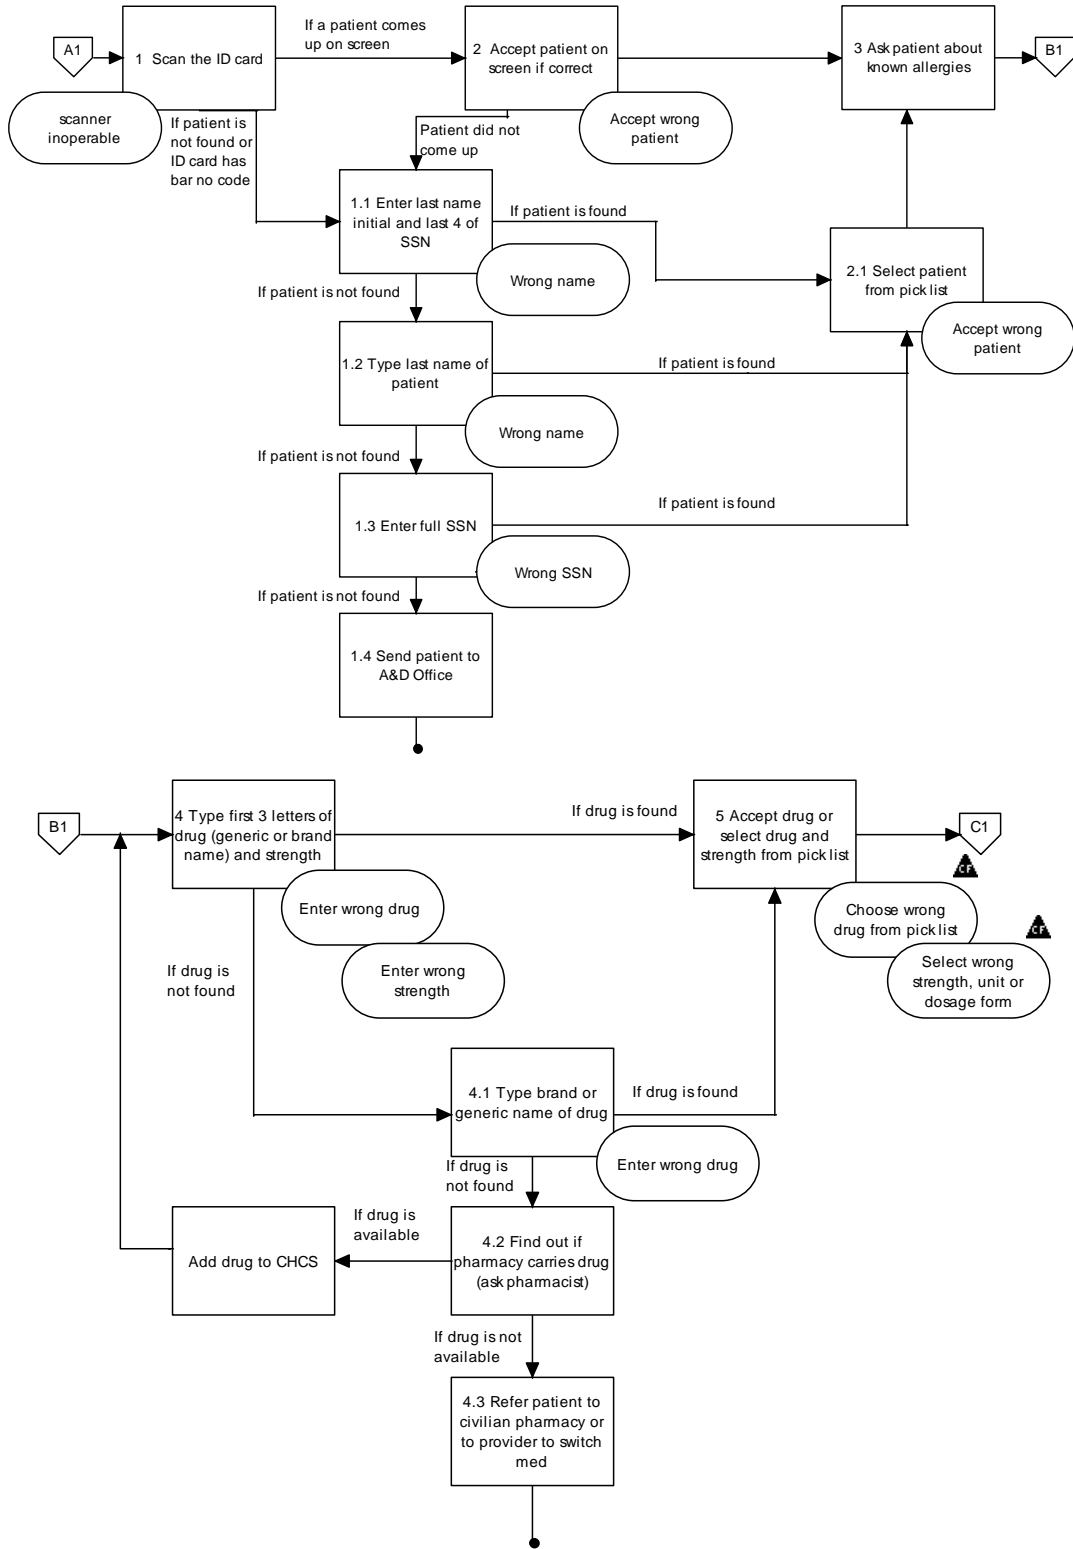 A1
1 Scan the ID card
scanner
inoperable
If a patient comes
up on screen
2 Accept patient on
screen if correct
Accept wrong
patient
3 Ask patient about
known allergies
B1
If patient is
not found or
ID card has
bar no code
Patient did not
come up
1.1 Enter last name
initial and last 4 of
SSN
Wrong name
If patient is found
2.1 Select patient
from pick list
Accept wrong
patient
If patient is not found
1.2 Type last name of
patient
Wrong name
If patient is found
If patient is not found
1.3 Enter full SSN
Wrong SSN
If patient is found
If patient is not found
1.4 Send patient to
A&D Office
B1
4 Type first 3 letters of
drug (generic or brand
name) and strength
Enter wrong drug
Enter wrong
strength
If drug is found
5 Accept drug or
select drug and
strength from pick list
C1
CF
Choose wrong
drug from pick list
CF
Select wrong
strength, unit or
dosage form
If drug is
not found
4.1 Type brand or
generic name of drug
If drug is found
Enter wrong drug
If drug is
not found
4.2 Find out if
pharmacy carries drug
(ask pharmacist)
If drug is
available
Add drug to CHCS
If drug is not
available
4.3 Refer patient to
civilian pharmacy or
to provider to switch
med